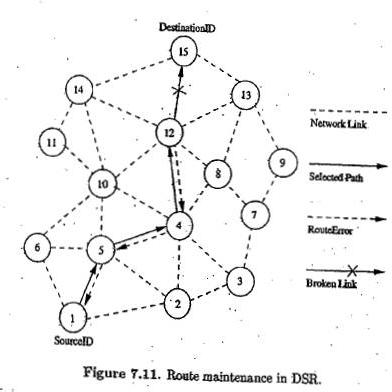 DestinationID
15
14
13
12
11
9
8
10
7
4
6
5
3
2
1
SourceID
Network Link
Selected Path
RouteError
Broken Link
Figure 7.11. Route maintenance in DSR.